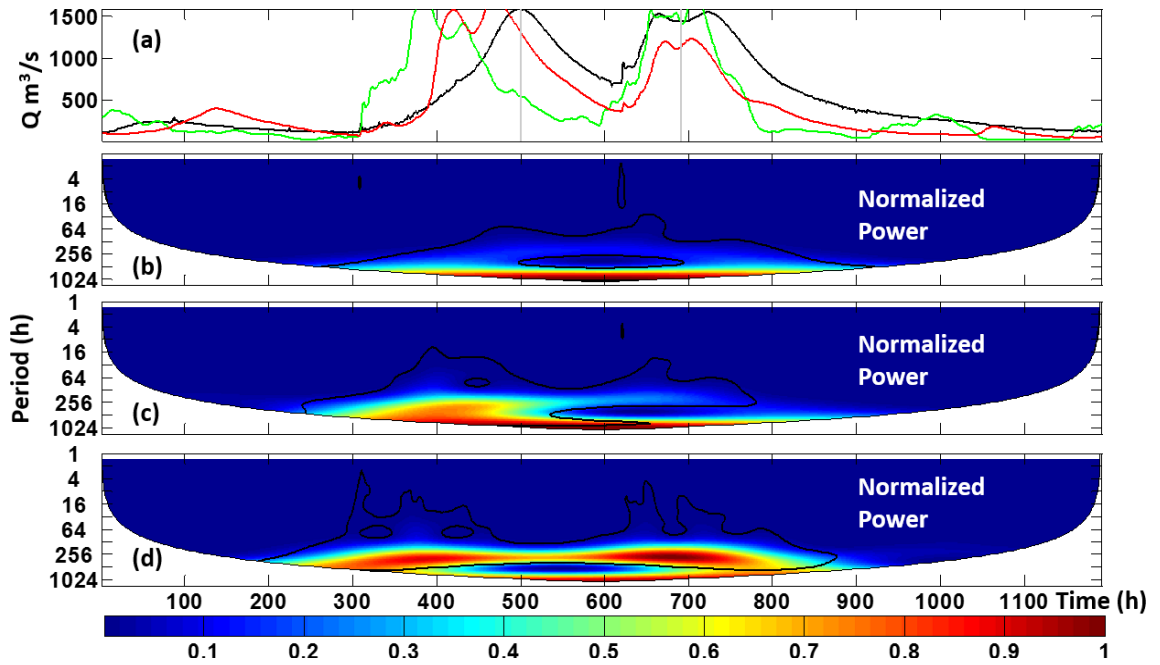 (a)
1500
1000
500
Q m³/s
4
16
64
256
1024
(b)
Normalized
Power
1
4
16
64
256
1024
(c)
Normalized
Power
Period (h)
1
4
16
64
256
1024
(d)
Normalized
Power
100 200 300 400 500 600 700 800 900 1000 1100 Time (h)
0.1 0.2 0.3 0.4 0.5 0.6 0.7 0.8 0.9 1